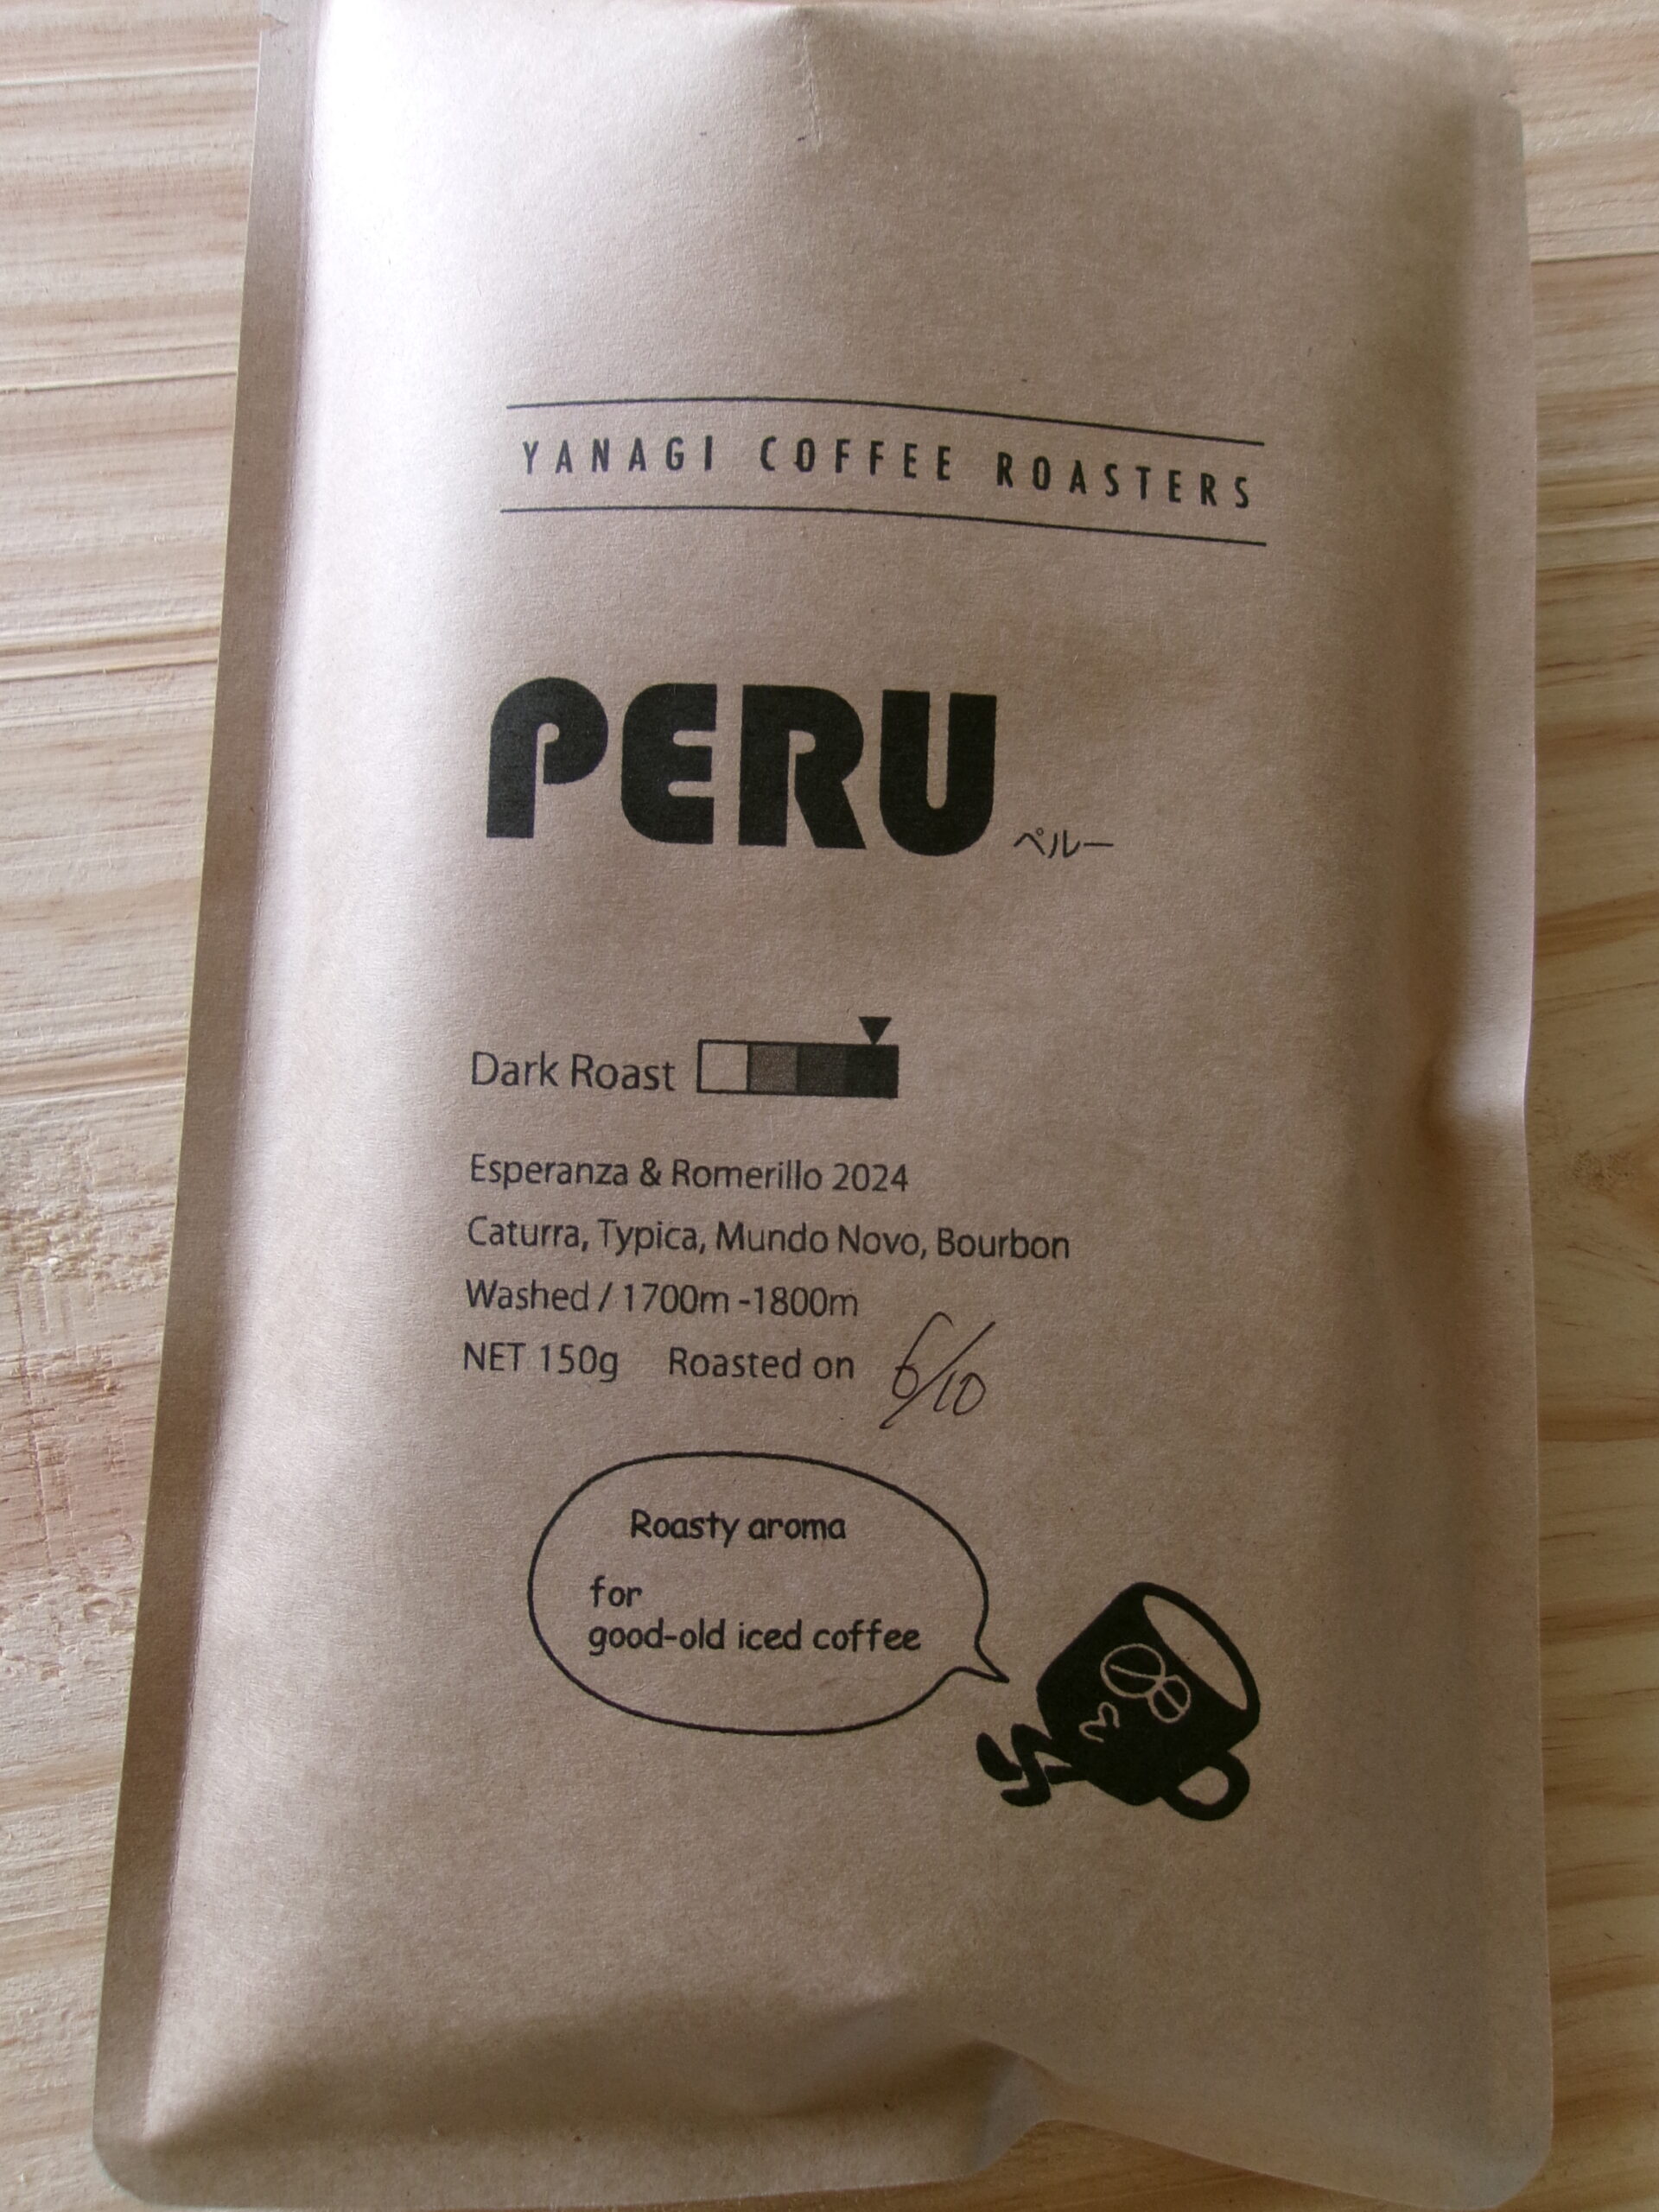 YANAGI COFFEE ROASTERS
PERU ペルー
Dark Roast
Esperanza & Romerillo 2024
Caturra, Typica, Mundo Novo, Bourbon
Washed / 1700m -1800m
NET 150g Roasted on 6/10
Roasty aroma
for
good-old iced coffee